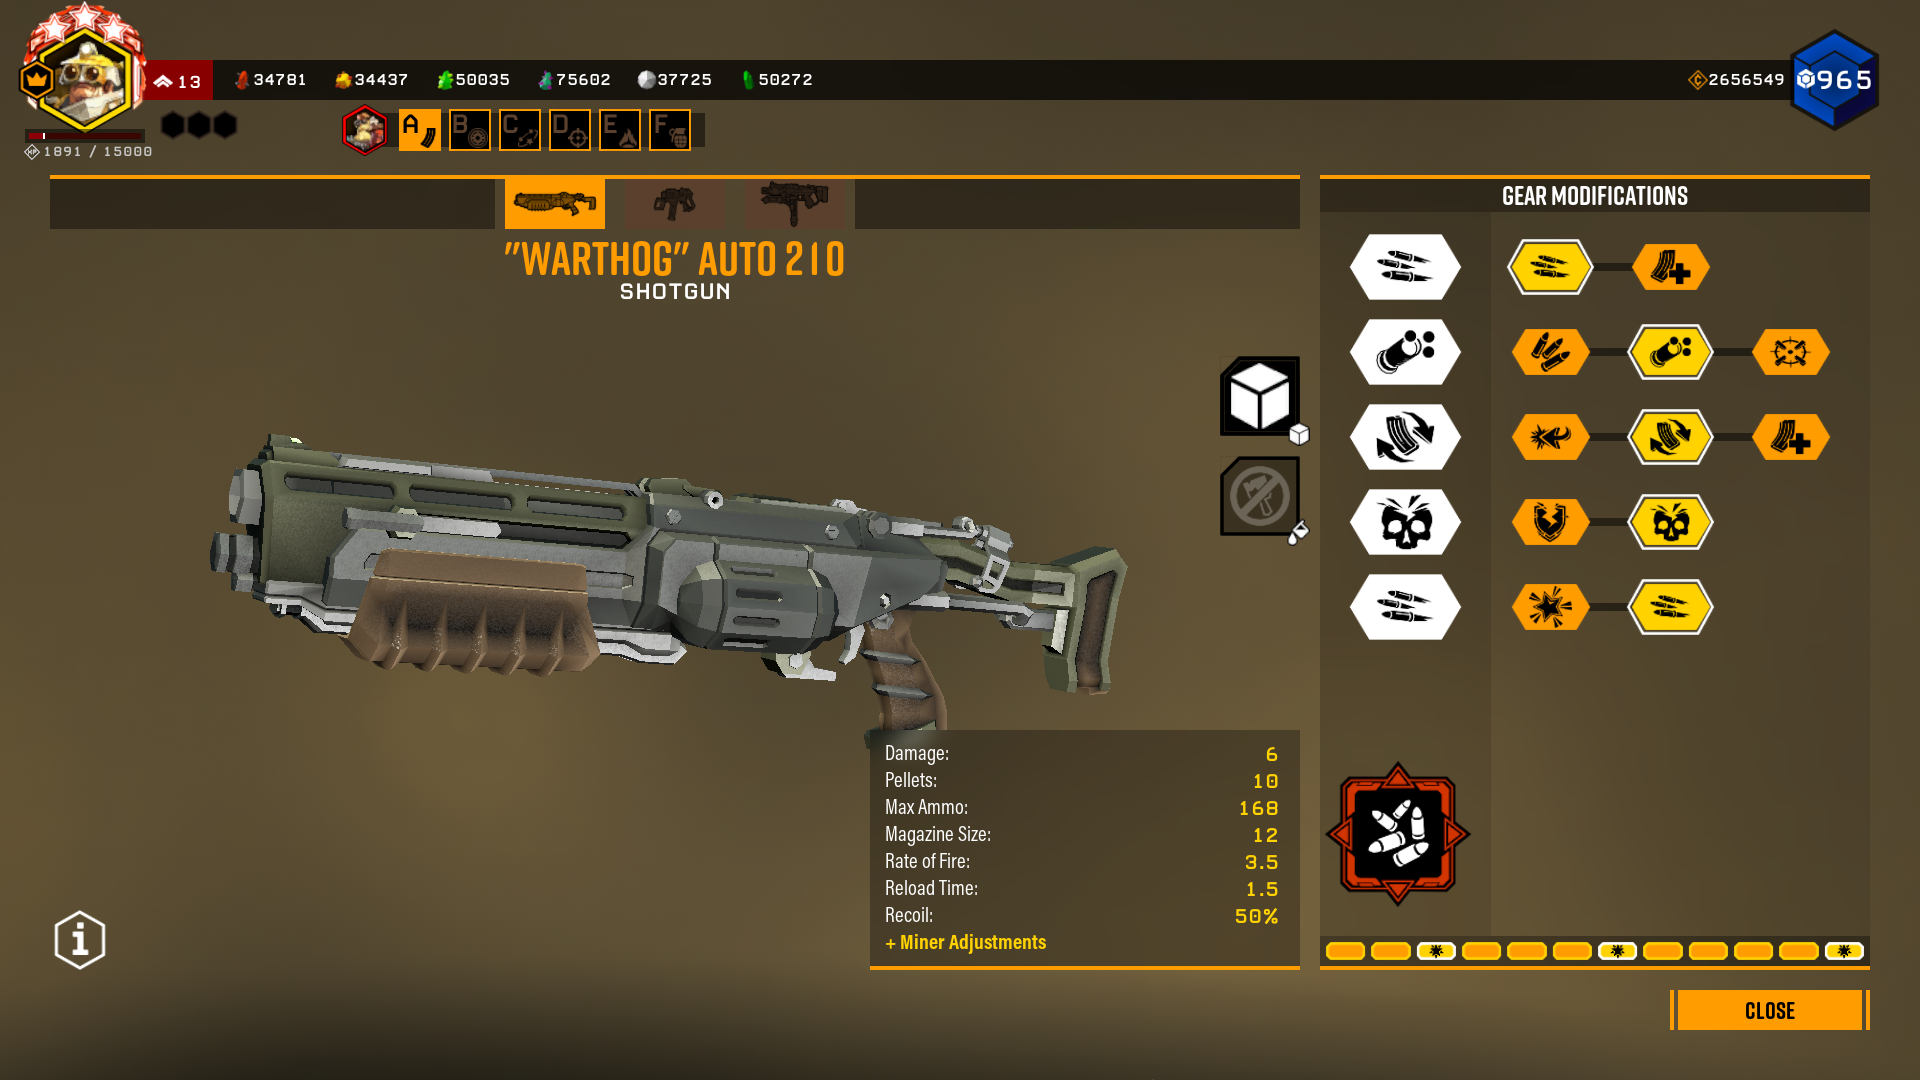 13
34781
34437
50035
75602
37725
50272
2656549
965
1891 / 15000
A
B
C
D
E
F
GEAR MODIFICATIONS
"WARTHOG" AUTO 210
SHOTGUN
Damage: 6
Pellets: 10
Max Ammo: 168
Magazine Size: 12
Rate of Fire: 3.5
Reload Time: 1.5
Recoil: 50%
+ Miner Adjustments
CLOSE